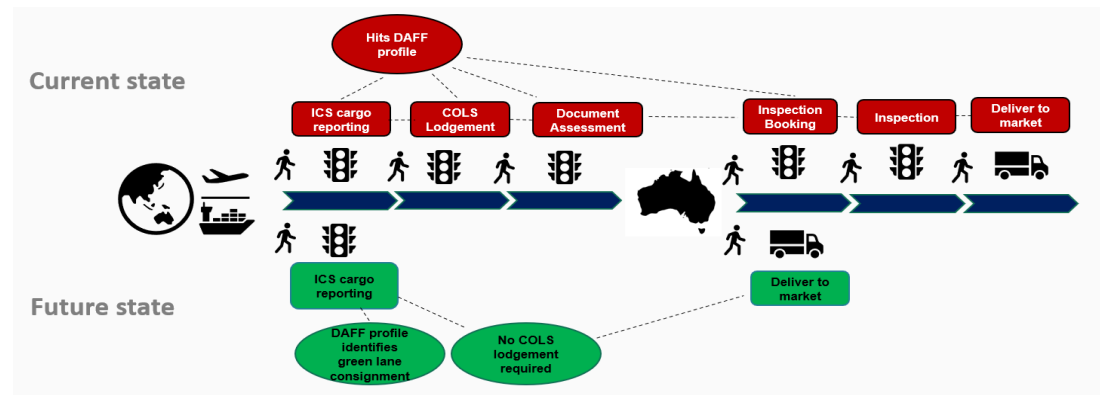 Hits DAFF
profile
Current state
ICS cargo
reporting
COLS
Lodgement
Document
Assessment
Inspection
Booking
Inspection
Deliver to
market
Future state
ICS cargo
reporting
Deliver to
market
DAFF profile
identifies
green lane
consignment
No COLS
lodgement
required